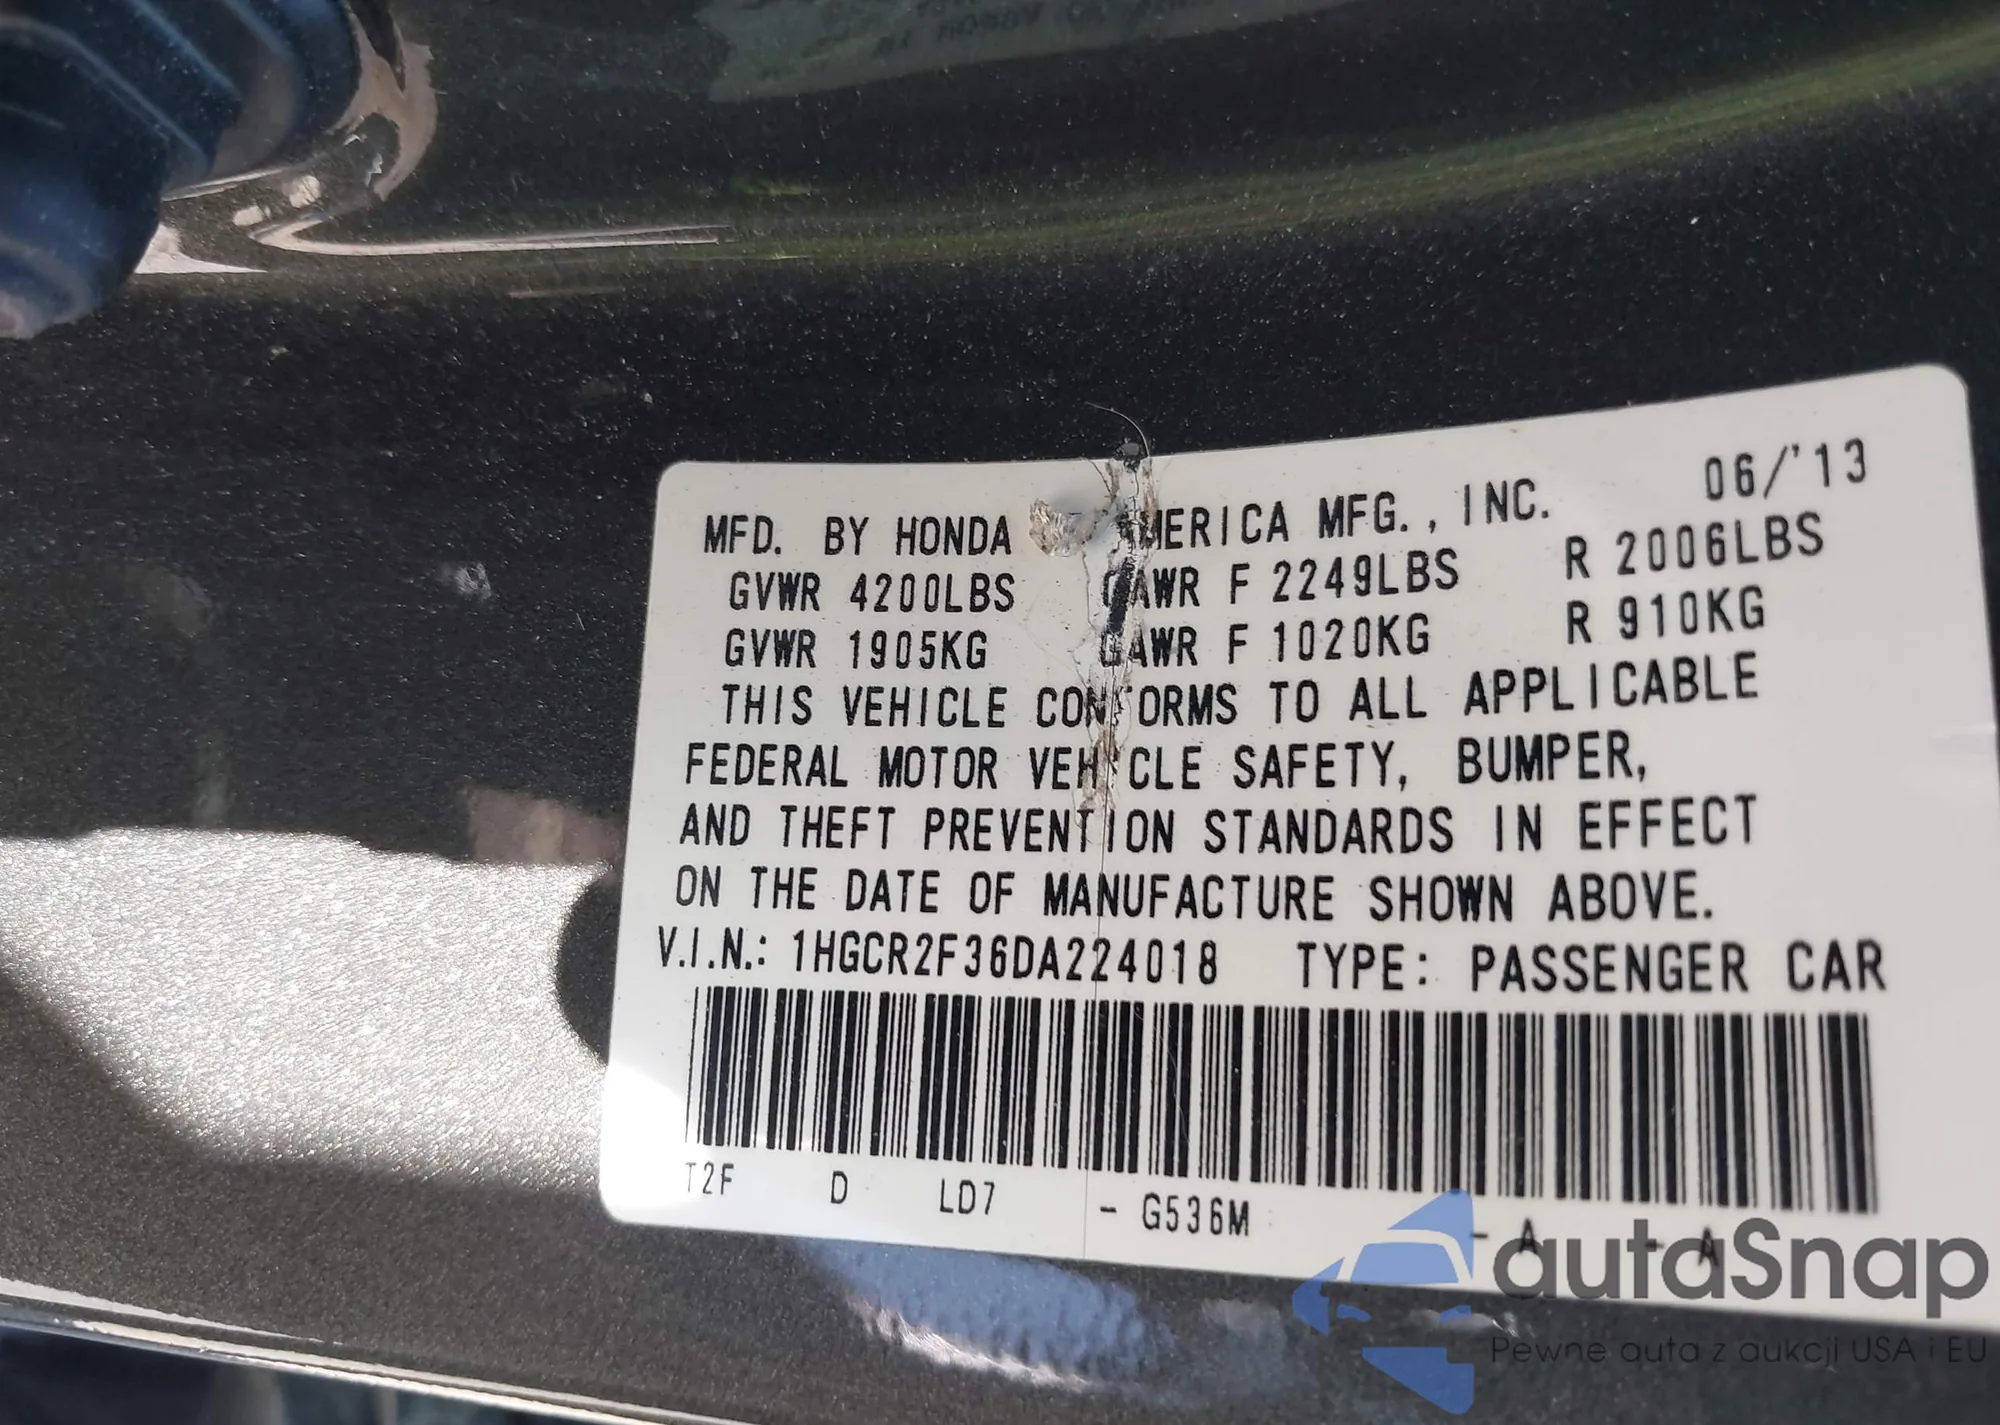 MFD. BY HONDA AMERICA MFG., INC. 06/'13
GVWR 4200LBS GAWR F 2249LBS R 2006LBS
GVWR 1905KG GAWR F 1020KG R 910KG
THIS VEHICLE CONFORMS TO ALL APPLICABLE
FEDERAL MOTOR VEHICLE SAFETY, BUMPER,
AND THEFT PREVENTION STANDARDS IN EFFECT
ON THE DATE OF MANUFACTURE SHOWN ABOVE.
V.I.N.: 1HGCR2F36DA224018 TYPE: PASSENGER CAR
T2F D LD7 - G536M - A - A
autaSnap
Pewne auta z aukcji USA i EU